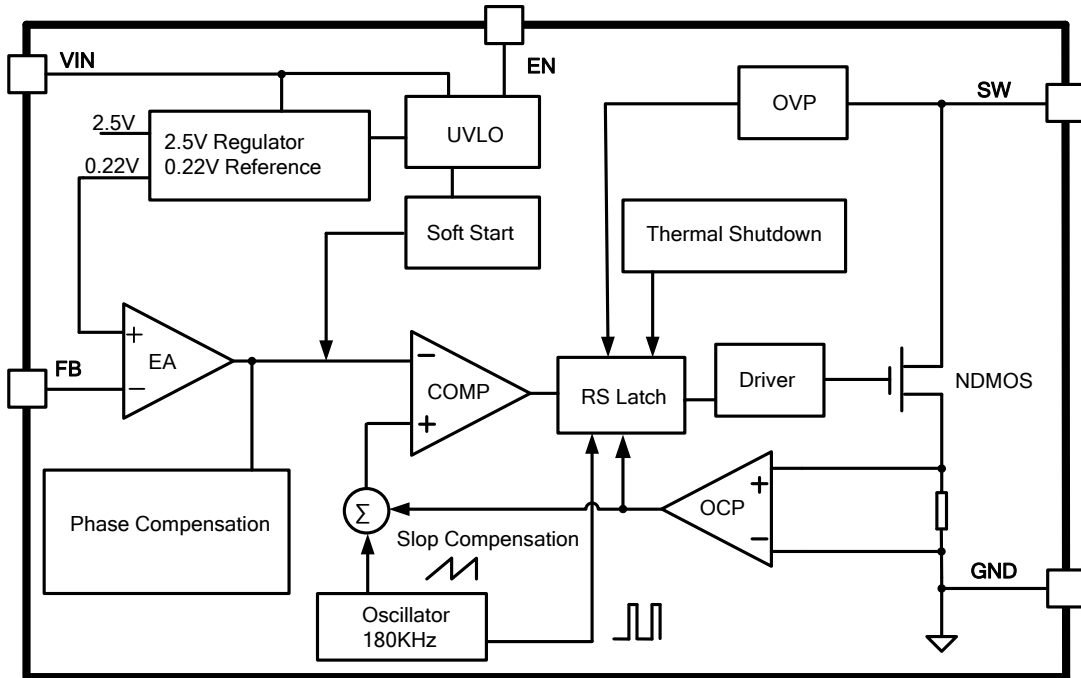 VIN
EN
SW
2.5V
0.22V
2.5V Regulator
0.22V Reference
UVLO
OVP
Soft Start
Thermal Shutdown
+
EA
−
FB
−
COMP
+
RS Latch
Driver
NDMOS
Phase Compensation
Σ
Slop Compensation
+
OCP
−
GND
Oscillator
180KHz